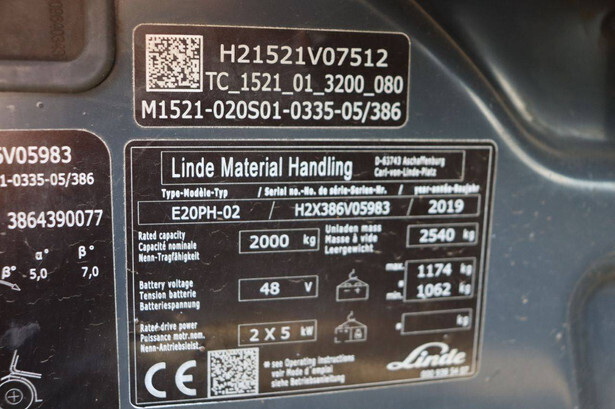 H21521V07512
TC_1521_01_3200_080
M1521-020S01-0335-05/386
V05983
-0335-05/386
3864390077
α° β°
β° 5,0 7,0
Linde Material Handling
D-63743 Aschaffenburg
Carl-von-Linde-Platz
Type-Modèle-Typ / Serial no.-No. de série-Serien-Nr. / year-année-Baujahr
E20PH-02 / H2X386V05983 / 2019
Rated capacity
Capacité nominale
Nenn-Tragfähigkeit
2000 kg
Unladen mass
Masse à vide
Leergewicht
2540 kg
Battery voltage
Tension batterie
Batteriespannung
48 V
max. 1174 kg
* min. 1062 kg
Rated drive power
Puissance motr.nom.
Nenn-Antriebsleist.
2 X 5 kW
* kg
CE
* see Operating Instructions
voir mode d'emploi
siehe Betriebsanleitung
Linde